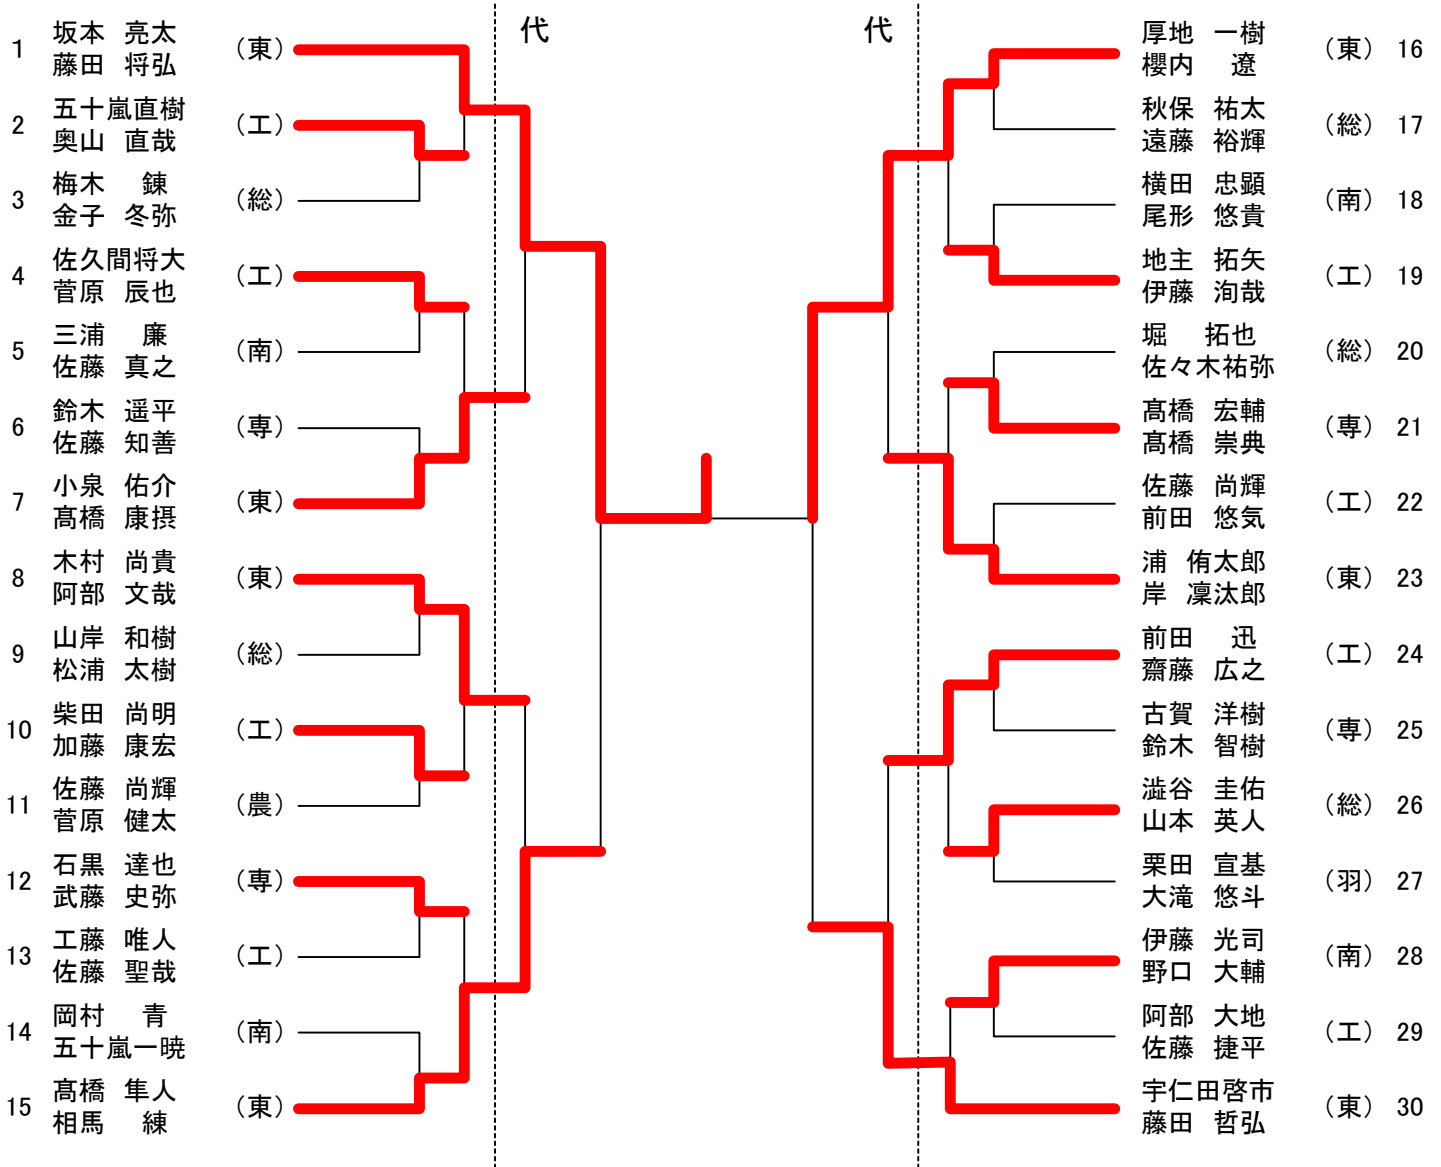 代
代
1 坂本 亮太 (東)
藤田 将弘
2 五十嵐直樹 (工)
奥山 直哉
3 梅木 錬 (総)
金子 冬弥
4 佐久間将大 (工)
菅原 辰也
5 三浦 廉 (南)
佐藤 真之
6 鈴木 遥平 (専)
佐藤 知善
7 小泉 佑介 (東)
髙橋 康摂
8 木村 尚貴 (東)
阿部 文哉
9 山岸 和樹 (総)
松浦 太樹
10 柴田 尚明 (工)
加藤 康宏
11 佐藤 尚輝 (農)
菅原 健太
12 石黒 達也 (専)
武藤 史弥
13 工藤 唯人 (工)
佐藤 聖哉
14 岡村 青 (南)
五十嵐一暁
15 髙橋 隼人 (東)
相馬 練
厚地 一樹 (東) 16
櫻内 遼
秋保 祐太 (総) 17
遠藤 裕輝
横田 忠顕 (南) 18
尾形 悠貴
地主 拓矢 (工) 19
伊藤 洵哉
堀 拓也 (総) 20
佐々木祐弥
髙橋 宏輔 (専) 21
髙橋 崇典
佐藤 尚輝 (工) 22
前田 悠気
浦 侑太郎 (東) 23
岸 凜汰郎
前田 迅 (工) 24
齋藤 広之
古賀 洋樹 (専) 25
鈴木 智樹
澁谷 圭佑 (総) 26
山本 英人
栗田 宣基 (羽) 27
大滝 悠斗
伊藤 光司 (南) 28
野口 大輔
阿部 大地 (工) 29
佐藤 捷平
宇仁田啓市 (東) 30
藤田 哲弘